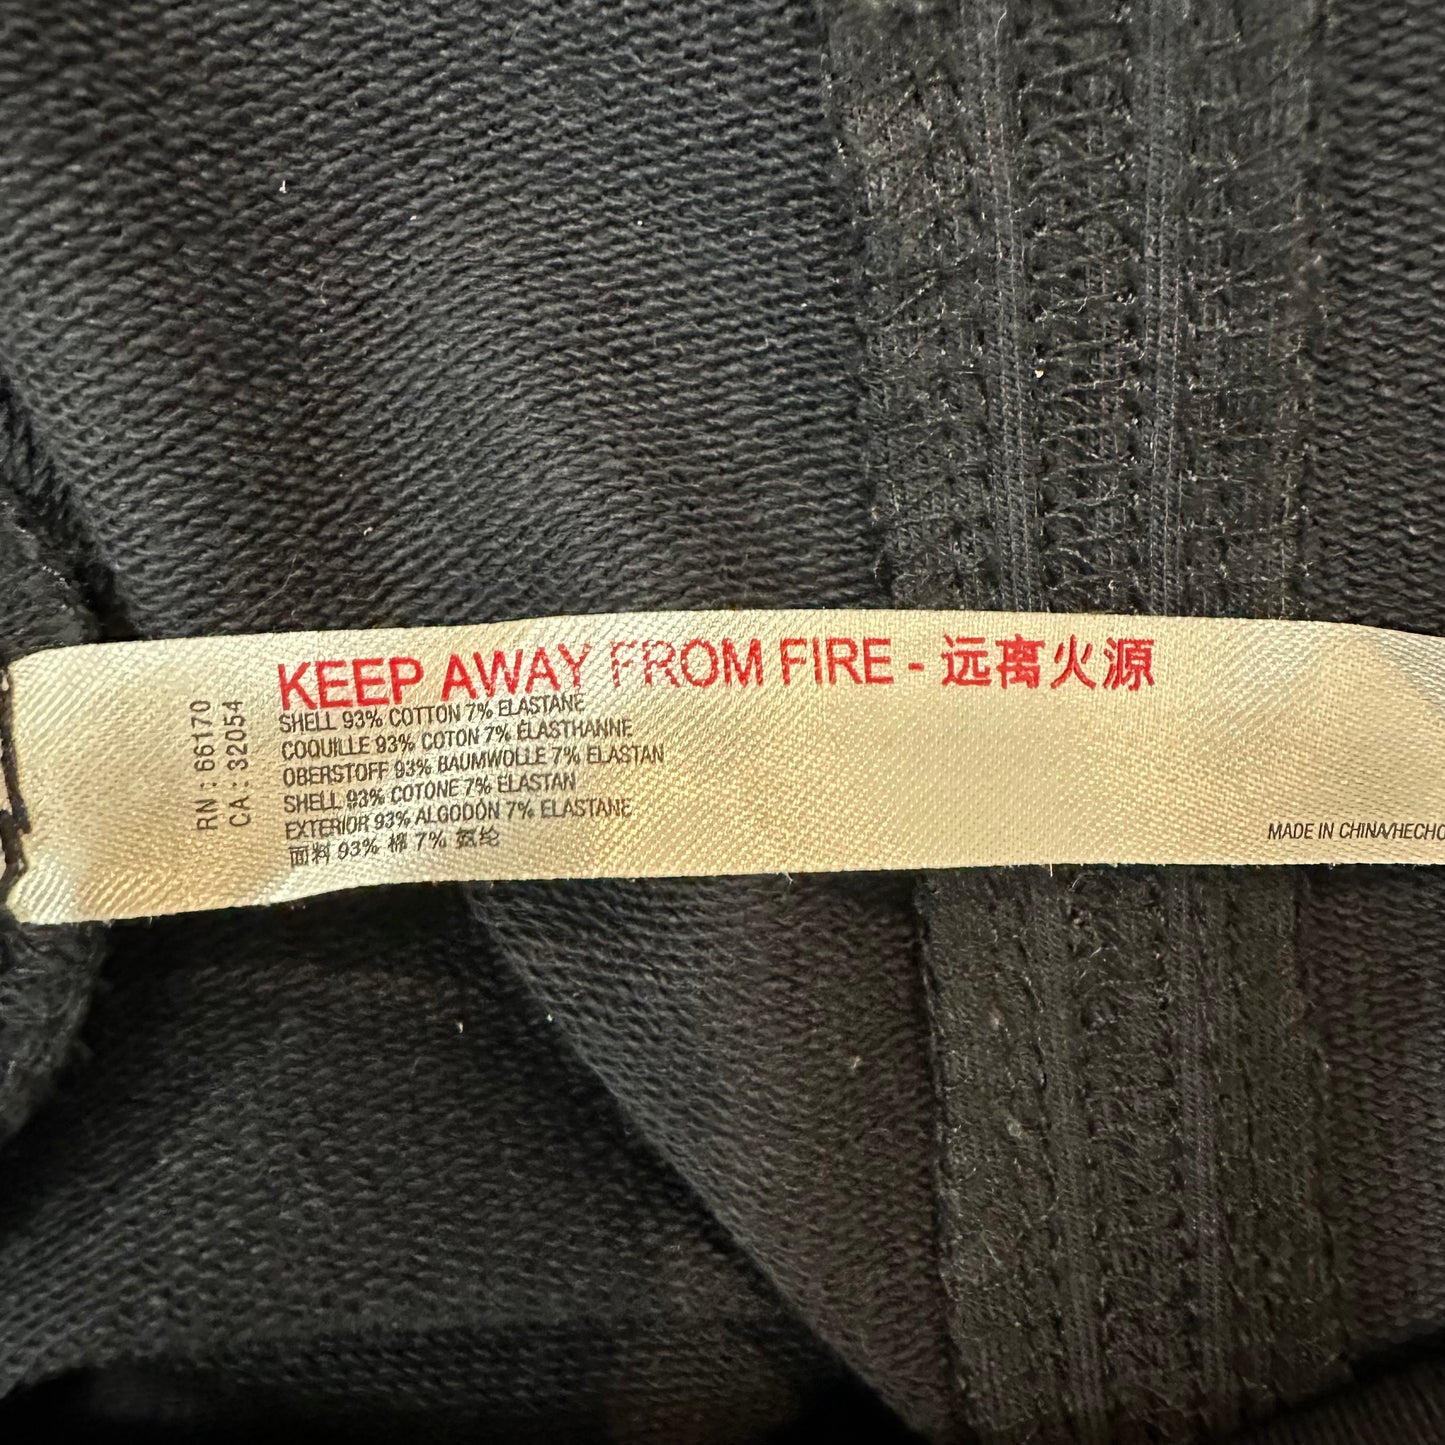 KEEP AWAY FROM FIRE - 远离火源
SHELL 93% COTTON 7% ELASTANE
COQUILLE 93% COTON 7% ÉLASTHANNE
OBERSTOFF 93% BAUMWOLLE 7% ELASTAN
SHELL 93% COTONE 7% ELASTAN
EXTERIOR 93% ALGODÓN 7% ELASTANE
面料 93% 棉 7% 氨纶
RN : 66170
CA : 32054
MADE IN CHINA/HECHO